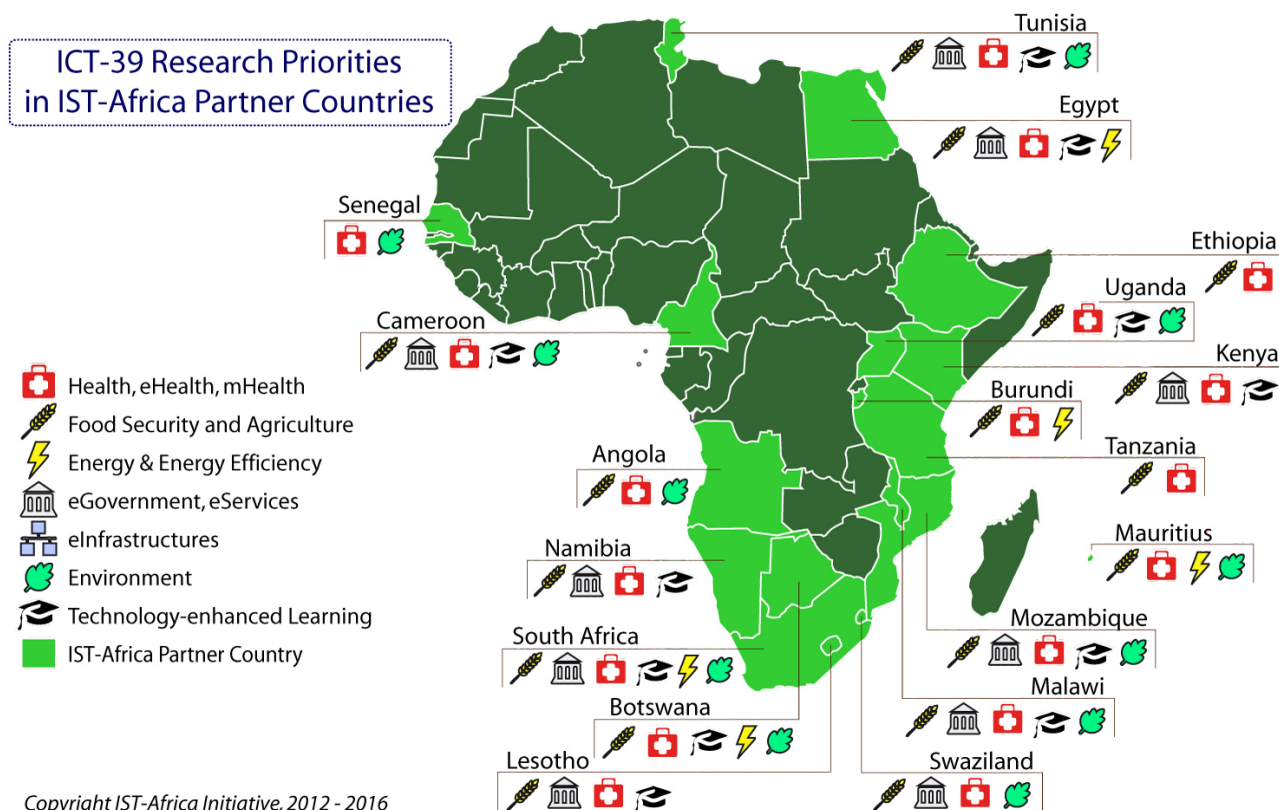 ICT-39 Research Priorities
in IST-Africa Partner Countries
Tunisia
Egypt
Senegal
Ethiopia
Uganda
Cameroon
Kenya
Burundi
Health, eHealth, mHealth
Food Security and Agriculture
Energy & Energy Efficiency
eGovernment, eServices
eInfrastructures
Environment
Technology-enhanced Learning
IST-Africa Partner Country
Angola
Tanzania
Namibia
Mauritius
South Africa
Mozambique
Botswana
Malawi
Lesotho
Swaziland
Copyright IST-Africa Initiative, 2012 - 2016